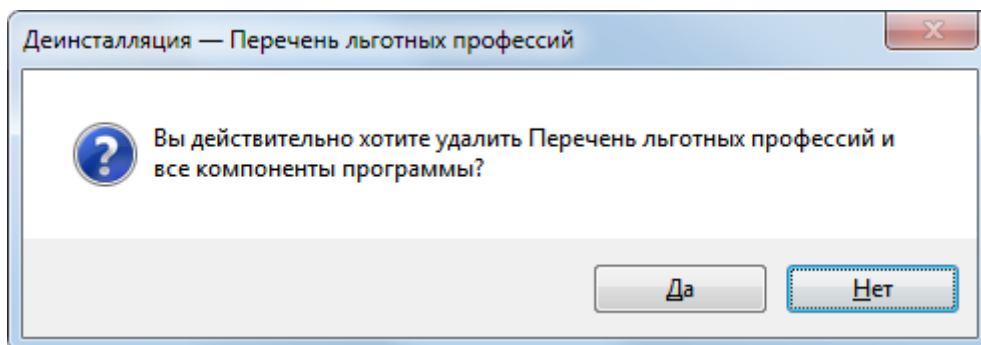 Деинсталляция — Перечень льготных профессий
Вы действительно хотите удалить Перечень льготных профессий и
все компоненты программы?
Да
Нет